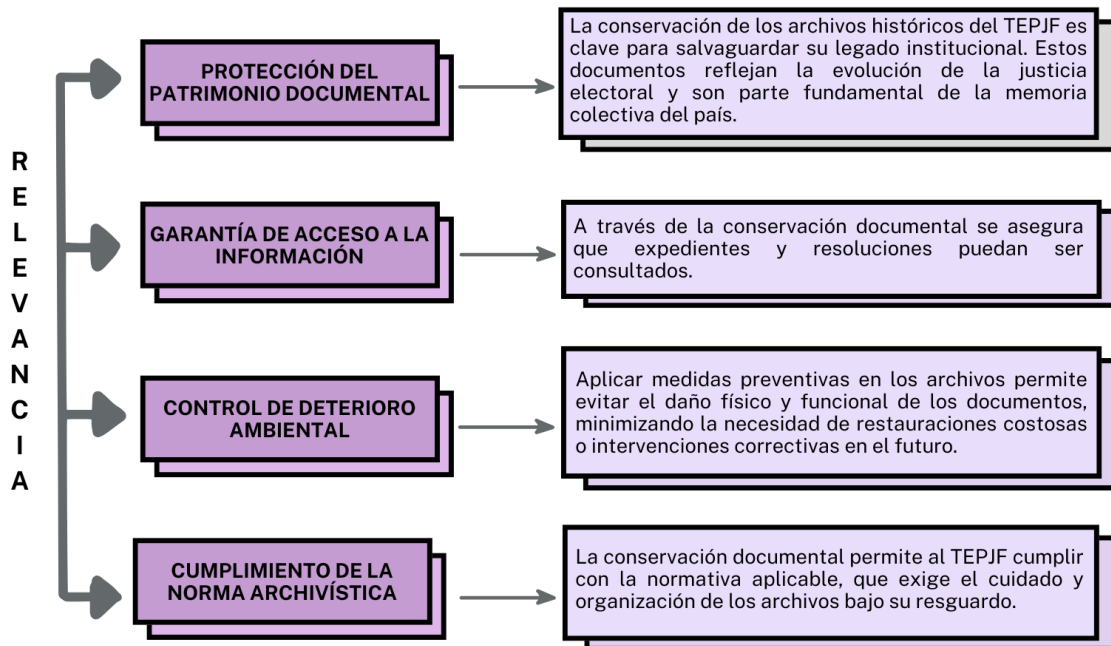 RELEVANCIA
PROTECCIÓN DEL
PATRIMONIO DOCUMENTAL
La conservación de los archivos históricos del TEPJF es
clave para salvaguardar su legado institucional. Estos
documentos reflejan la evolución de la justicia
electoral y son parte fundamental de la memoria
colectiva del país.
GARANTÍA DE ACCESO A LA
INFORMACIÓN
A través de la conservación documental se asegura
que expedientes y resoluciones puedan ser
consultados.
CONTROL DE DETERIORO
AMBIENTAL
Aplicar medidas preventivas en los archivos permite
evitar el daño físico y funcional de los documentos,
minimizando la necesidad de restauraciones costosas
o intervenciones correctivas en el futuro.
CUMPLIMIENTO DE LA
NORMA ARCHIVÍSTICA
La conservación documental permite al TEPJF cumplir
con la normativa aplicable, que exige el cuidado y
organización de los archivos bajo su resguardo.